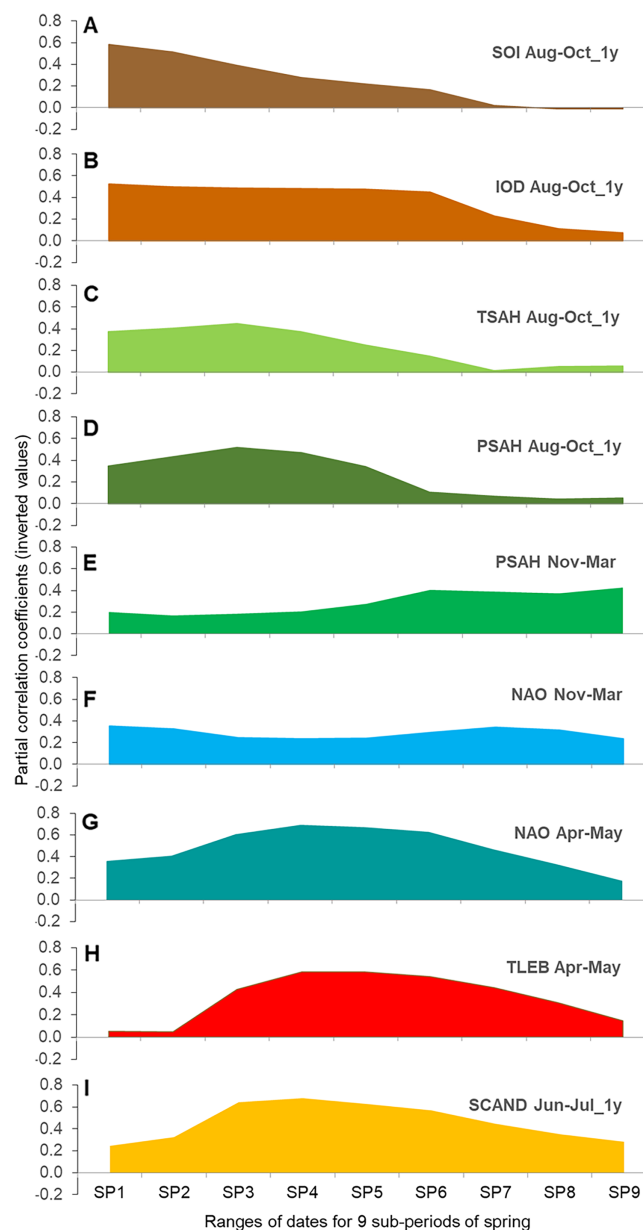 Partial correlation coefficients (inverted values)
A
SOI Aug-Oct_1y
0.8
0.6
0.4
0.2
0.0
-0.2
B
IOD Aug-Oct_1y
0.8
0.6
0.4
0.2
0.0
C
TSAH Aug-Oct_1y
0.8
0.6
0.4
0.2
0.0
-0.2
D
PSAH Aug-Oct_1y
0.8
0.6
0.4
0.2
0.0
-0.2
E
PSAH Nov-Mar
0.8
0.6
0.4
0.2
0.0
-0.2
F
NAO Nov-Mar
0.8
0.6
0.4
0.2
0.0
-0.2
G
NAO Apr-May
0.8
0.6
0.4
0.2
0.0
-0.2
H
TLEB Apr-May
0.8
0.6
0.4
0.2
0.0
-0.2
I
SCAND Jun-Jul_1y
0.8
0.6
0.4
0.2
0.0
-0.2
SP1 SP2 SP3 SP4 SP5 SP6 SP7 SP8 SP9
Ranges of dates for 9 sub-periods of spring